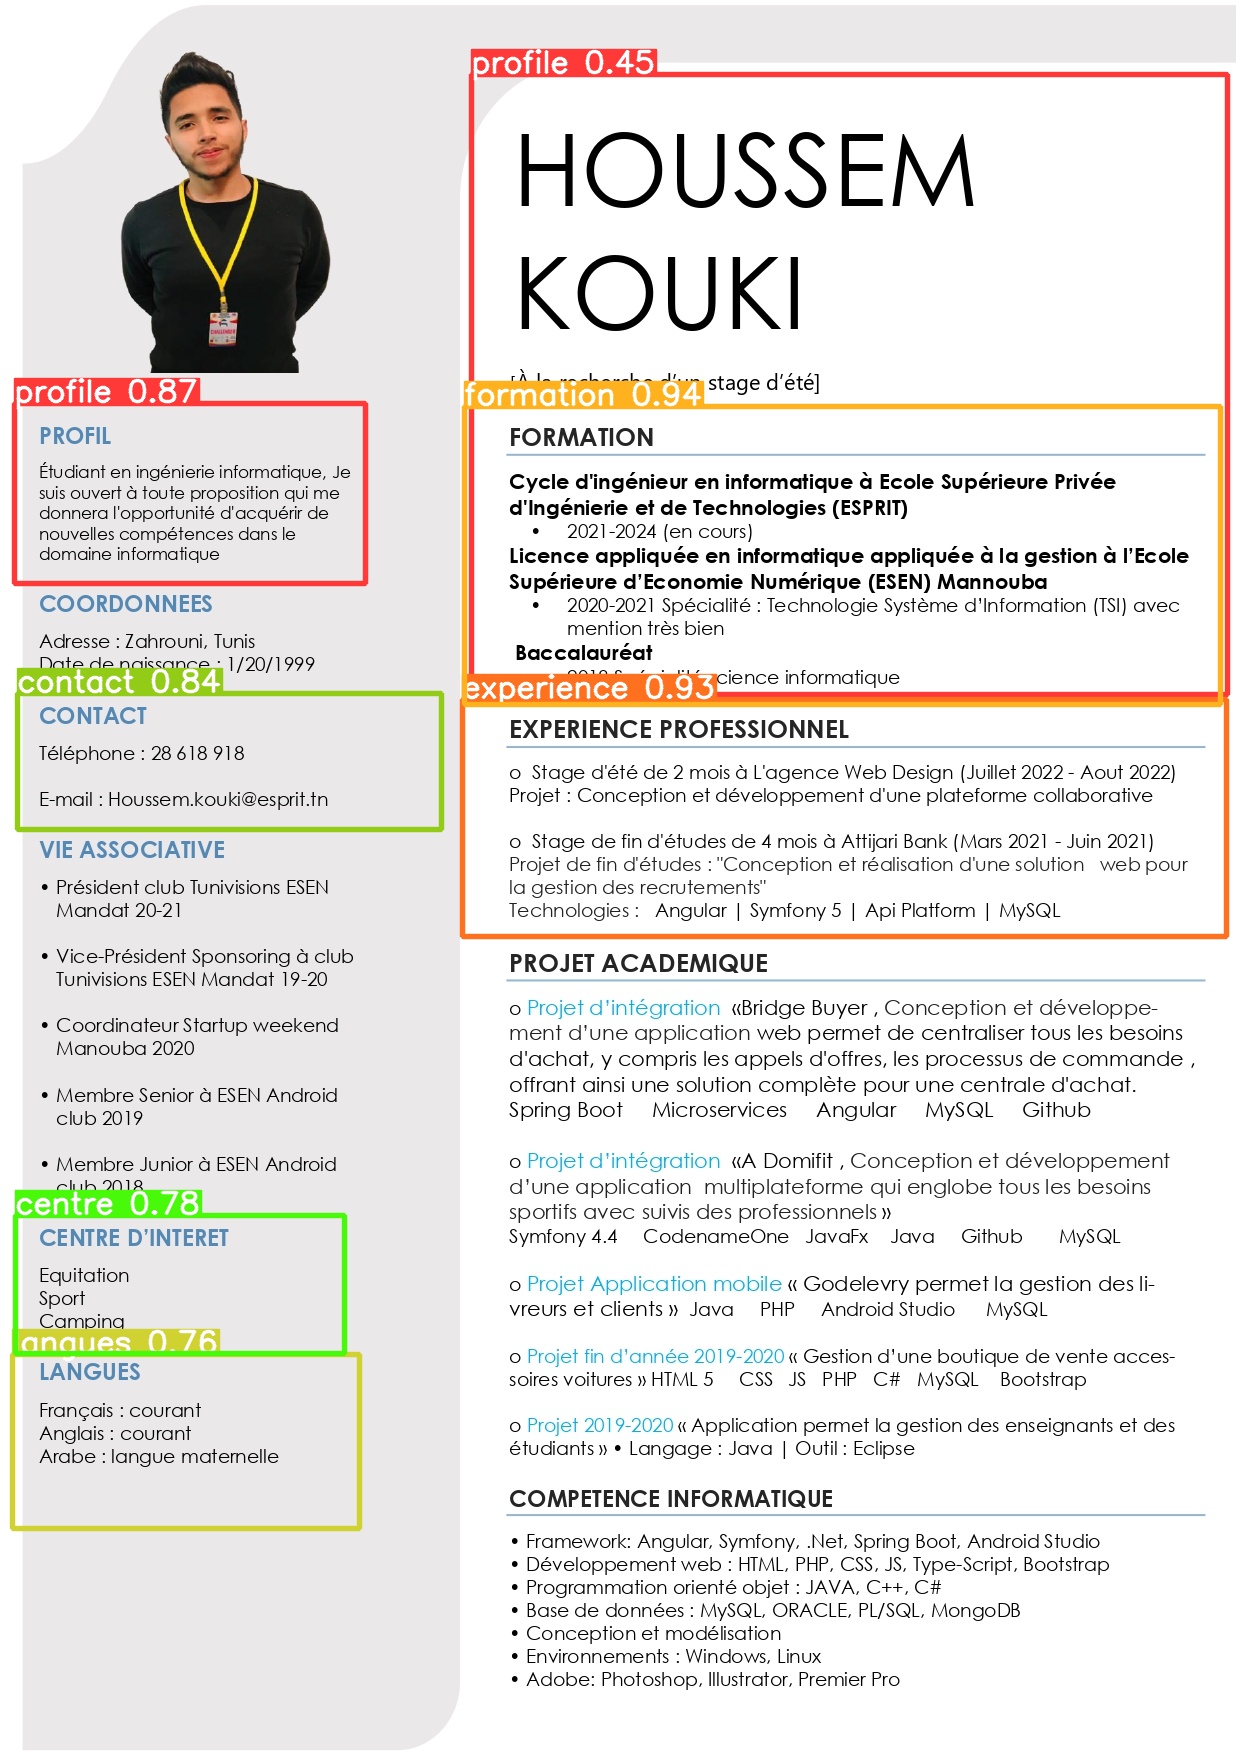 profile 0.45
HOUSSEM
KOUKI
stage d’été]
profile 0.87
PROFIL
Étudiant en ingénierie informatique, Je
suis ouvert à toute proposition qui me
donnera l'opportunité d'acquérir de
nouvelles compétences dans le
domaine informatique
COORDONNEES
Adresse : Zahrouni, Tunis
Date de naissance : 1/20/1999
contact 0.84
CONTACT
Téléphone : 28 618 918
E-mail : Houssem.kouki@esprit.tn
VIE ASSOCIATIVE
• Président club Tunivisions ESEN
Mandat 20-21
• Vice-Président Sponsoring à club
Tunivisions ESEN Mandat 19-20
• Coordinateur Startup weekend
Manouba 2020
• Membre Senior à ESEN Android
club 2019
• Membre Junior à ESEN Android
club 2018
centre 0.78
CENTRE D’INTERET
Equitation
Sport
Camping
angues 0.76
LANGUES
Français : courant
Anglais : courant
Arabe : langue maternelle
formation 0.94
FORMATION
Cycle d'ingénieur en informatique à Ecole Supérieure Privée
d'Ingénierie et de Technologies (ESPRIT)
• 2021-2024 (en cours)
Licence appliquée en informatique appliquée à la gestion à l’Ecole
Supérieure d’Economie Numérique (ESEN) Mannouba
• 2020-2021 Spécialité : Technologie Système d’Information (TSI) avec
mention très bien
Baccalauréat
informatique
experience 0.93
EXPERIENCE PROFESSIONNEL
o Stage d'été de 2 mois à L'agence Web Design (Juillet 2022 - Aout 2022)
Projet : Conception et développement d'une plateforme collaborative
o Stage de fin d'études de 4 mois à Attijari Bank (Mars 2021 - Juin 2021)
Projet de fin d'études : "Conception et réalisation d'une solution web pour
la gestion des recrutements"
Technologies : Angular | Symfony 5 | Api Platform | MySQL
PROJET ACADEMIQUE
o Projet d’intégration «Bridge Buyer , Conception et développe-
ment d’une application web permet de centraliser tous les besoins
d'achat, y compris les appels d'offres, les processus de commande ,
offrant ainsi une solution complète pour une centrale d'achat.
Spring Boot Microservices Angular MySQL Github
o Projet d’intégration «A Domifit , Conception et développement
d’une application multiplateforme qui englobe tous les besoins
sportifs avec suivis des professionnels »
Symfony 4.4 CodenameOne JavaFx Java Github MySQL
o Projet Application mobile « Godelevry permet la gestion des li-
vreurs et clients » Java PHP Android Studio MySQL
o Projet fin d’année 2019-2020 « Gestion d’une boutique de vente acces-
soires voitures » HTML 5 CSS JS PHP C# MySQL Bootstrap
o Projet 2019-2020 « Application permet la gestion des enseignants et des
étudiants » • Langage : Java | Outil : Eclipse
COMPETENCE INFORMATIQUE
• Framework: Angular, Symfony, .Net, Spring Boot, Android Studio
• Développement web : HTML, PHP, CSS, JS, Type-Script, Bootstrap
• Programmation orienté objet : JAVA, C++, C#
• Base de données : MySQL, ORACLE, PL/SQL, MongoDB
• Conception et modélisation
• Environnements : Windows, Linux
• Adobe: Photoshop, Illustrator, Premier Pro